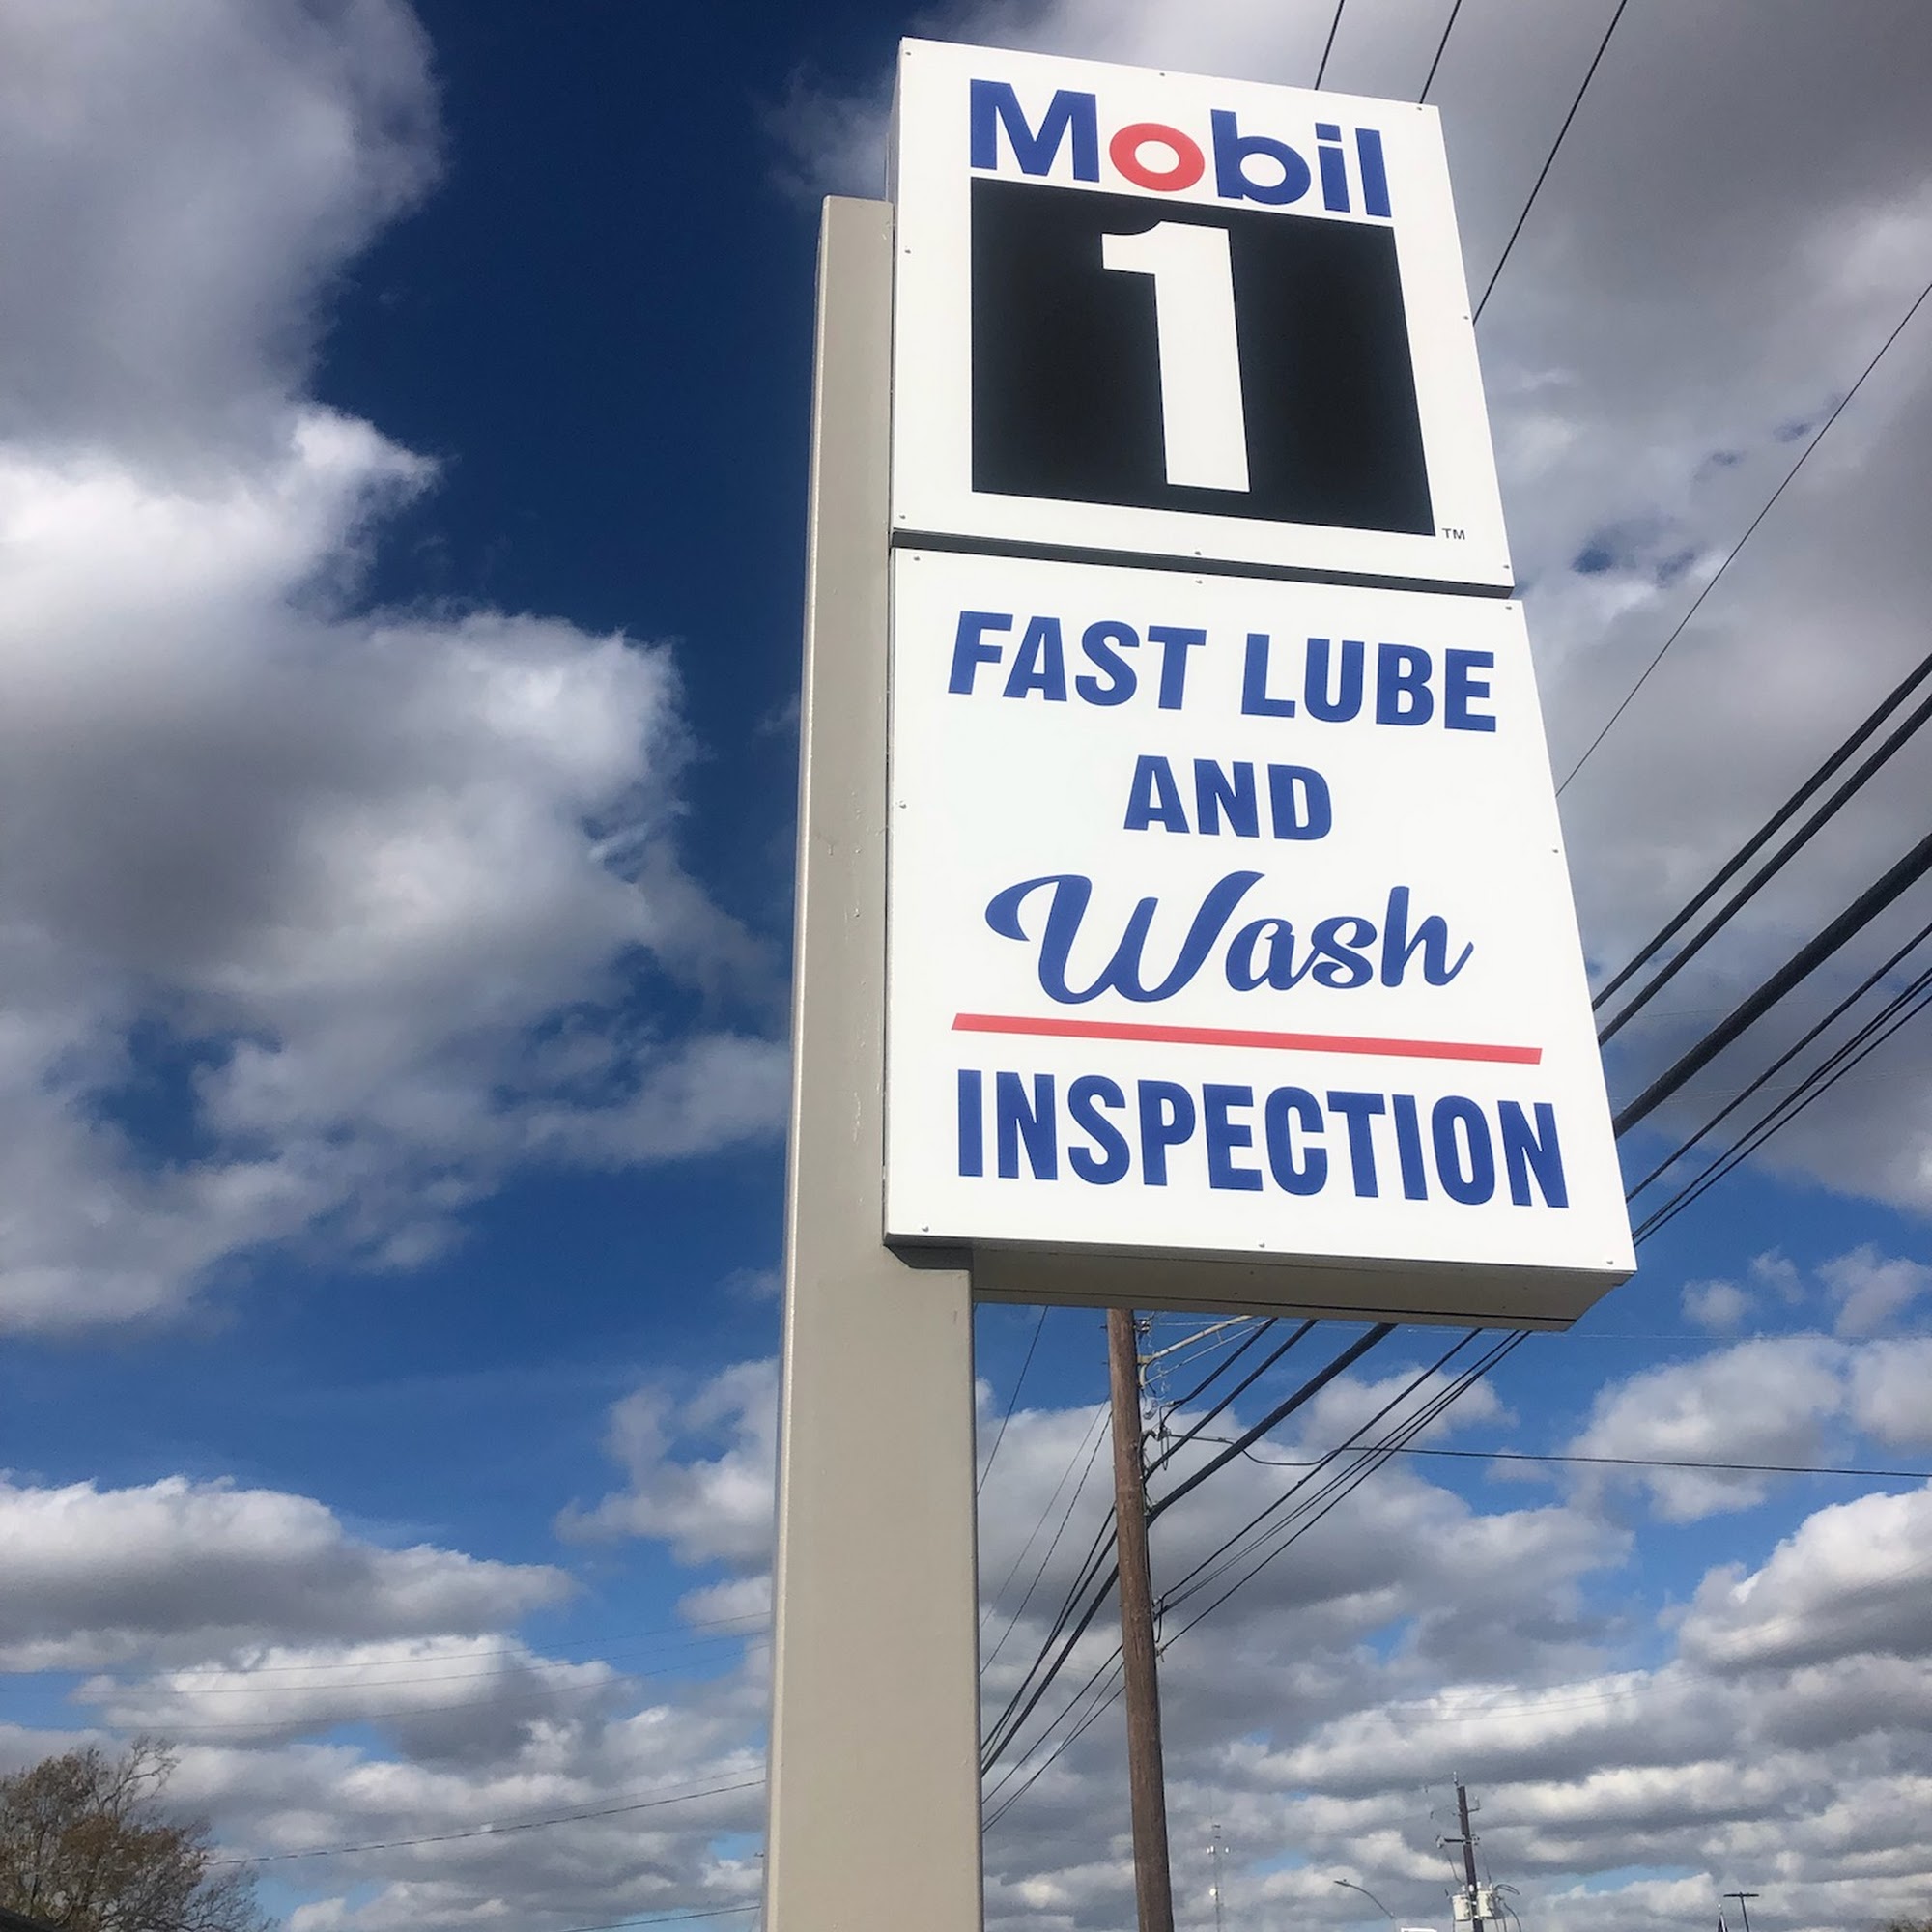 Mobil
1
TM
FAST LUBE
AND
Wash
INSPECTION